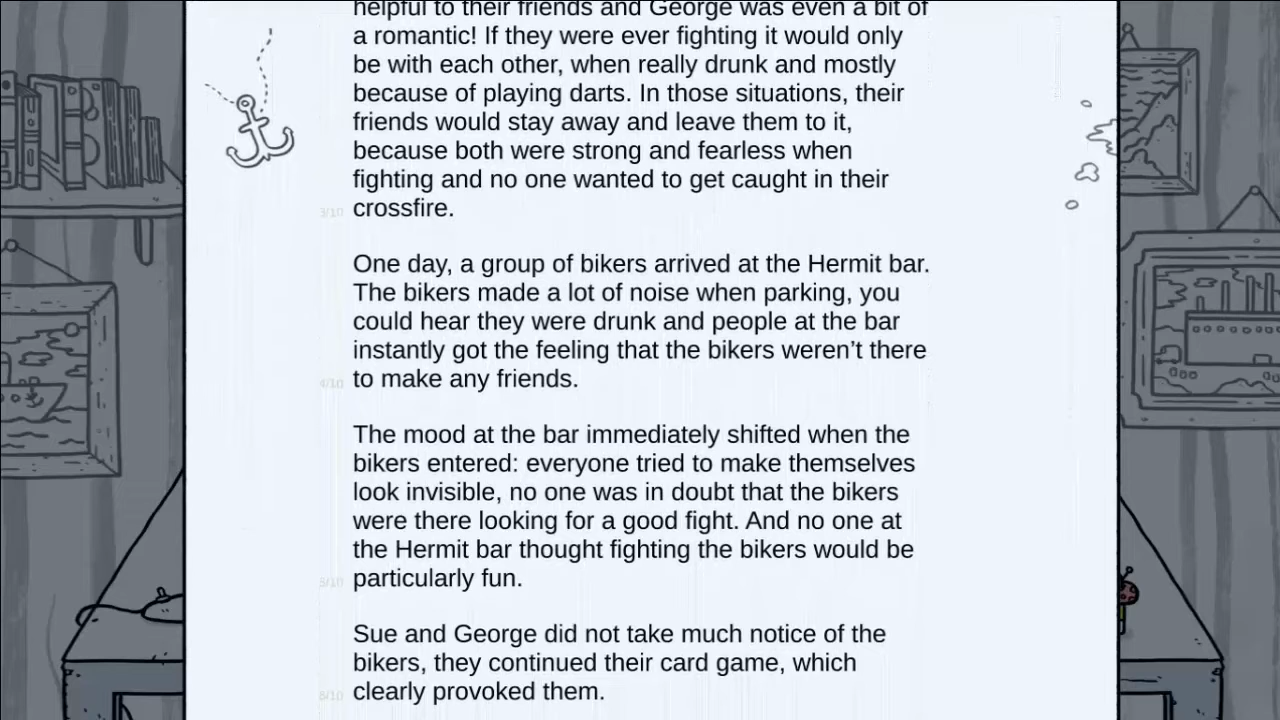 helpful to their friends and George was even a bit of
a romantic! If they were ever fighting it would only
be with each other, when really drunk and mostly
because of playing darts. In those situations, their
friends would stay away and leave them to it,
because both were strong and fearless when
fighting and no one wanted to get caught in their
3/10 crossfire.
One day, a group of bikers arrived at the Hermit bar.
The bikers made a lot of noise when parking, you
could hear they were drunk and people at the bar
instantly got the feeling that the bikers weren’t there
4/10 to make any friends.
The mood at the bar immediately shifted when the
bikers entered: everyone tried to make themselves
look invisible, no one was in doubt that the bikers
were there looking for a good fight. And no one at
the Hermit bar thought fighting the bikers would be
5/10 particularly fun.
Sue and George did not take much notice of the
bikers, they continued their card game, which
6/10 clearly provoked them.